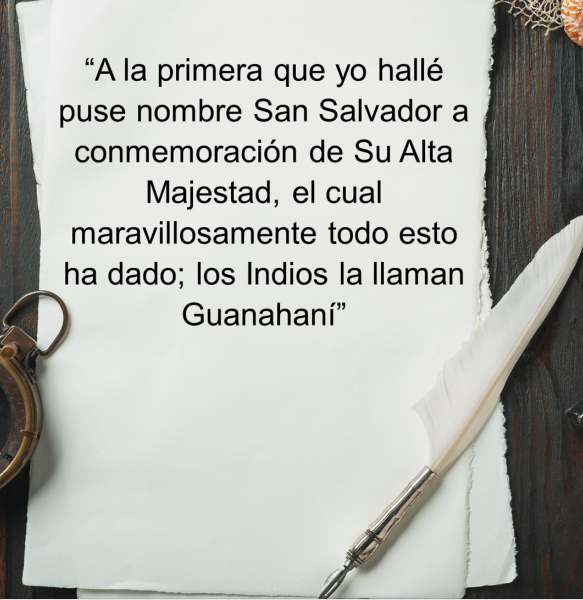 “A la primera que yo hallé
puse nombre San Salvador a
conmemoración de Su Alta
Majestad, el cual
maravillosamente todo esto
ha dado; los Indios la llaman
Guanahaní”